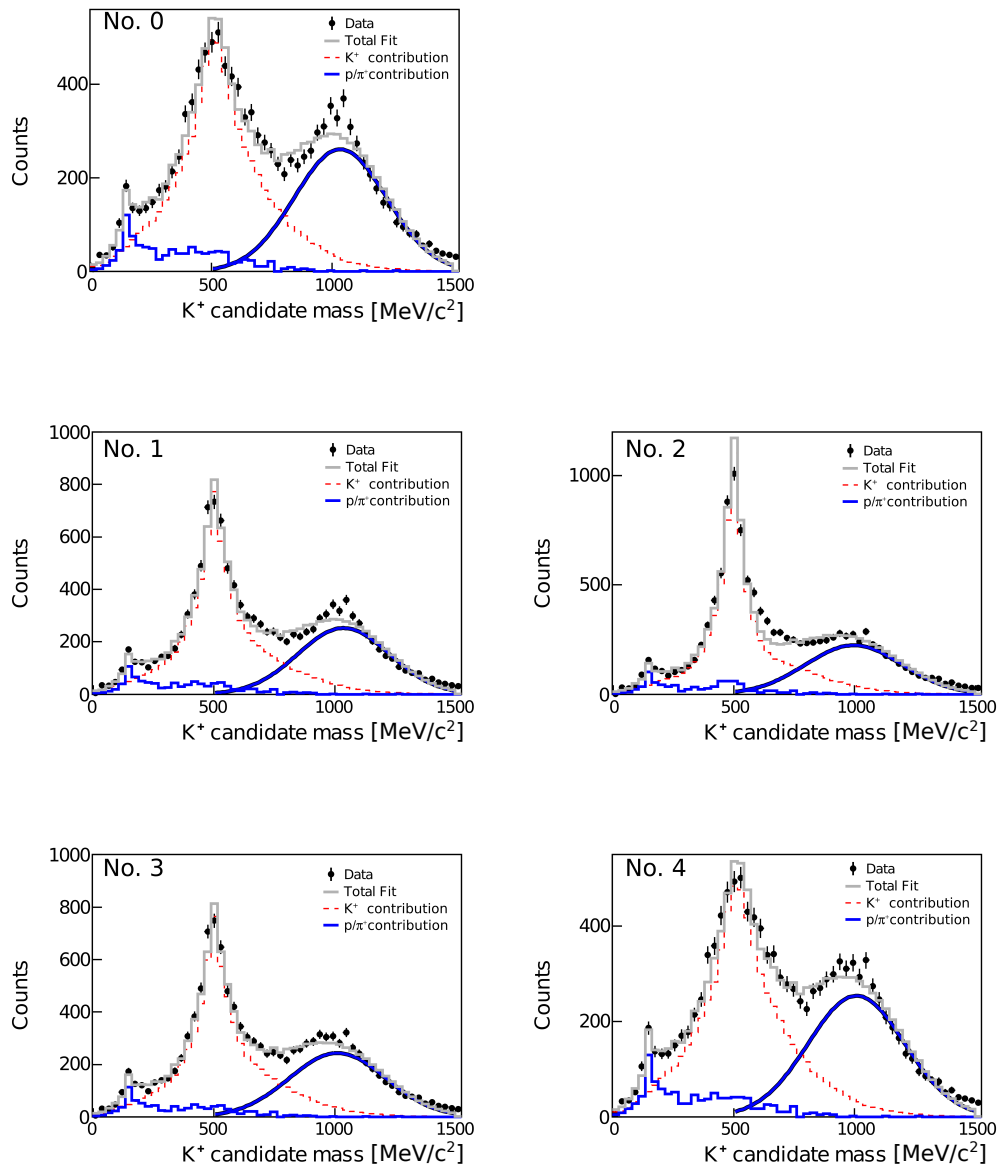 No. 0
Data
Total Fit
K⁺ contribution
p/π⁺contribution
400
200
0
Counts
0 500 1000 1500
K⁺ candidate mass [MeV/c²]
No. 1
Data
Total Fit
K⁺ contribution
p/π⁺contribution
1000
800
600
400
200
0
Counts
0 500 1000 1500
K⁺ candidate mass [MeV/c²]
No. 2
Data
Total Fit
K⁺ contribution
p/π⁺contribution
1000
500
0
Counts
0 500 1000 1500
K⁺ candidate mass [MeV/c²]
No. 3
Data
Total Fit
K⁺ contribution
p/π⁺contribution
1000
800
600
400
200
0
Counts
0 500 1000 1500
K⁺ candidate mass [MeV/c²]
No. 4
Data
Total Fit
K⁺ contribution
p/π⁺contribution
400
200
0
Counts
0 500 1000 1500
K⁺ candidate mass [MeV/c²]